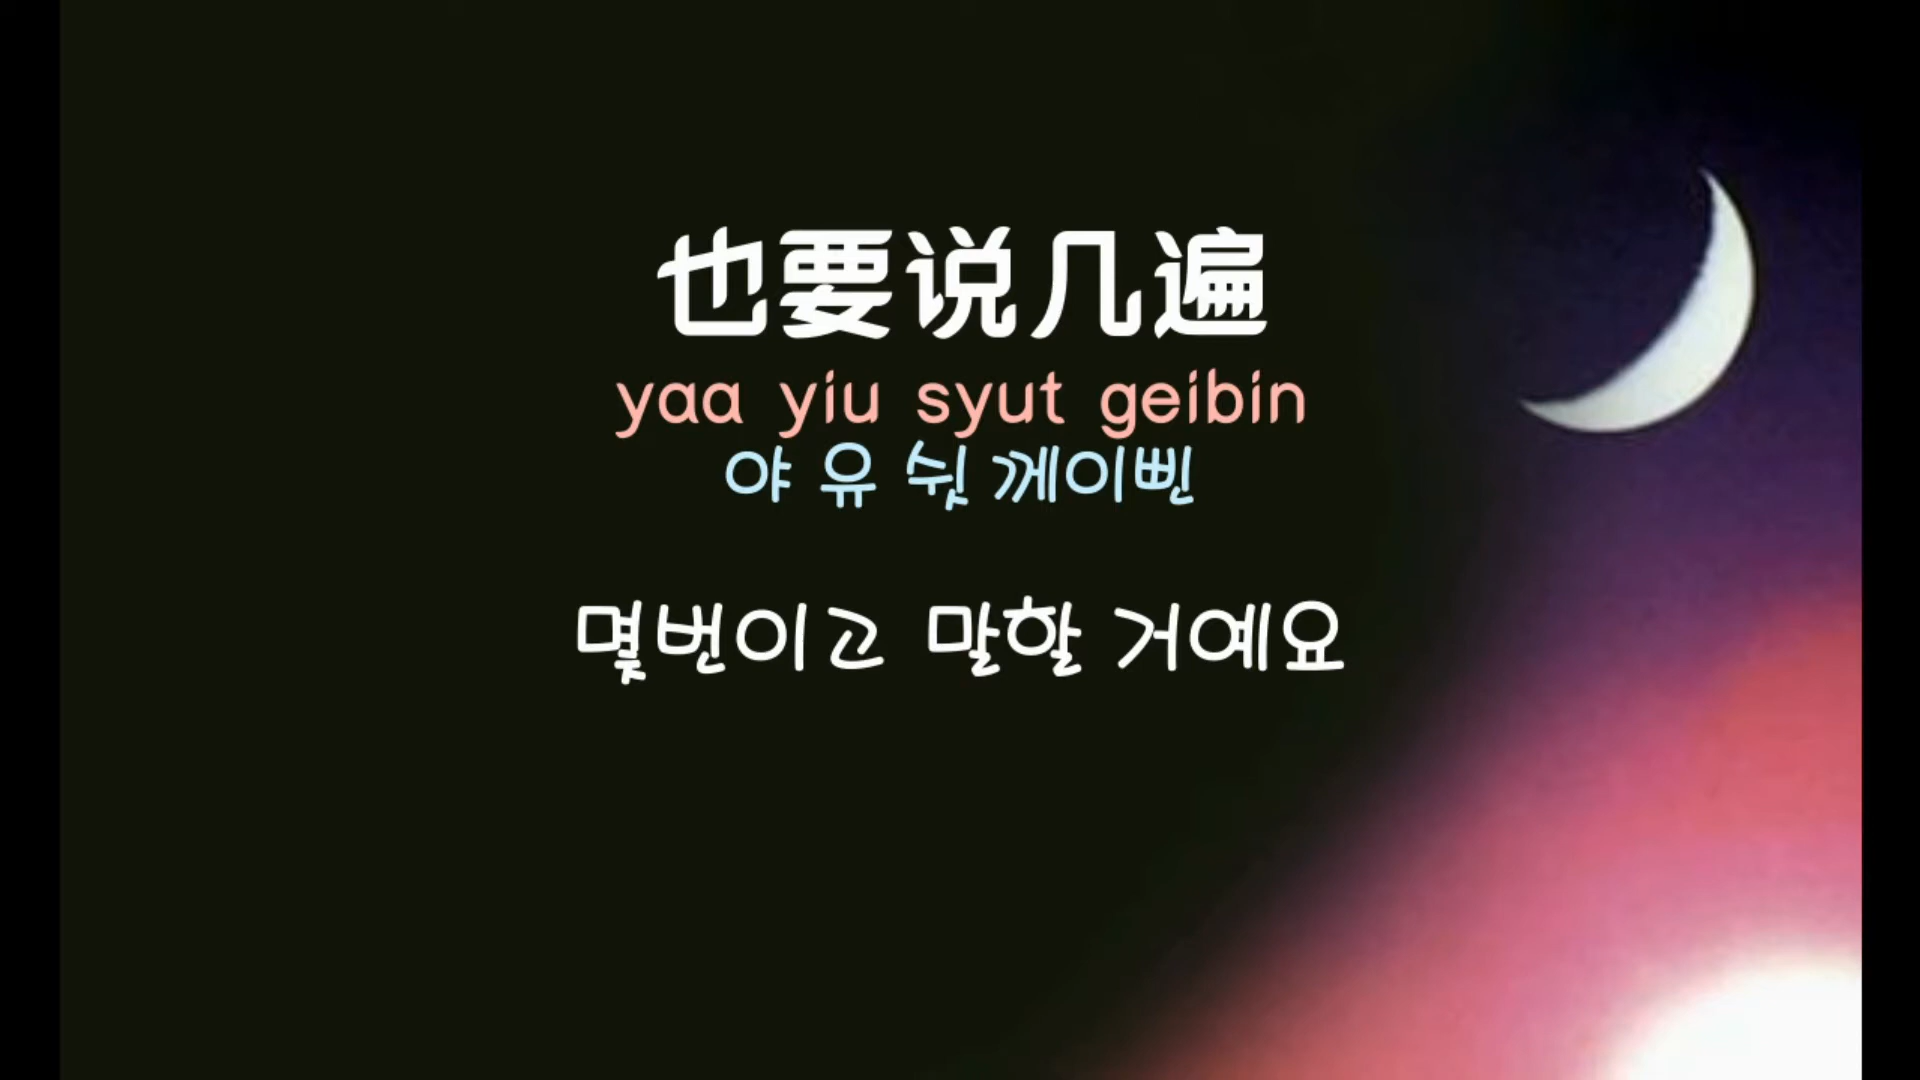 也要说几遍
yaa yiu syut geibin
야 유 쉿 께이삔
몇번이고 말할 거예요